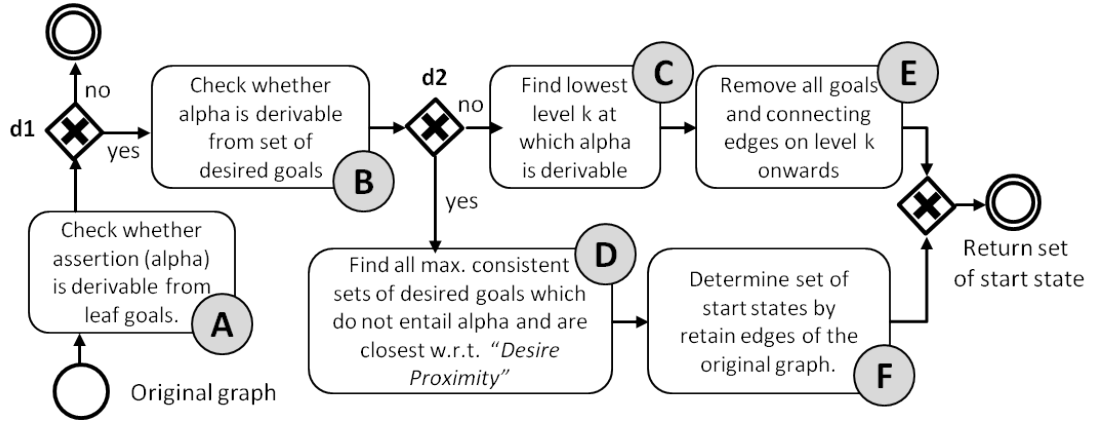 no
d1
yes
Check whether
alpha is derivable
from set of
desired goals
B
d2
no
yes
Find lowest
level k at
which alpha
is derivable
C
Remove all goals
and connecting
edges on level k
onwards
E
Check whether
assertion (alpha)
is derivable from
leaf goals.
A
Original graph
Find all max. consistent
sets of desired goals which
do not entail alpha and are
closest w.r.t. "Desire
Proximity"
D
Determine set of
start states by
retain edges of the
original graph.
F
Return set
of start state